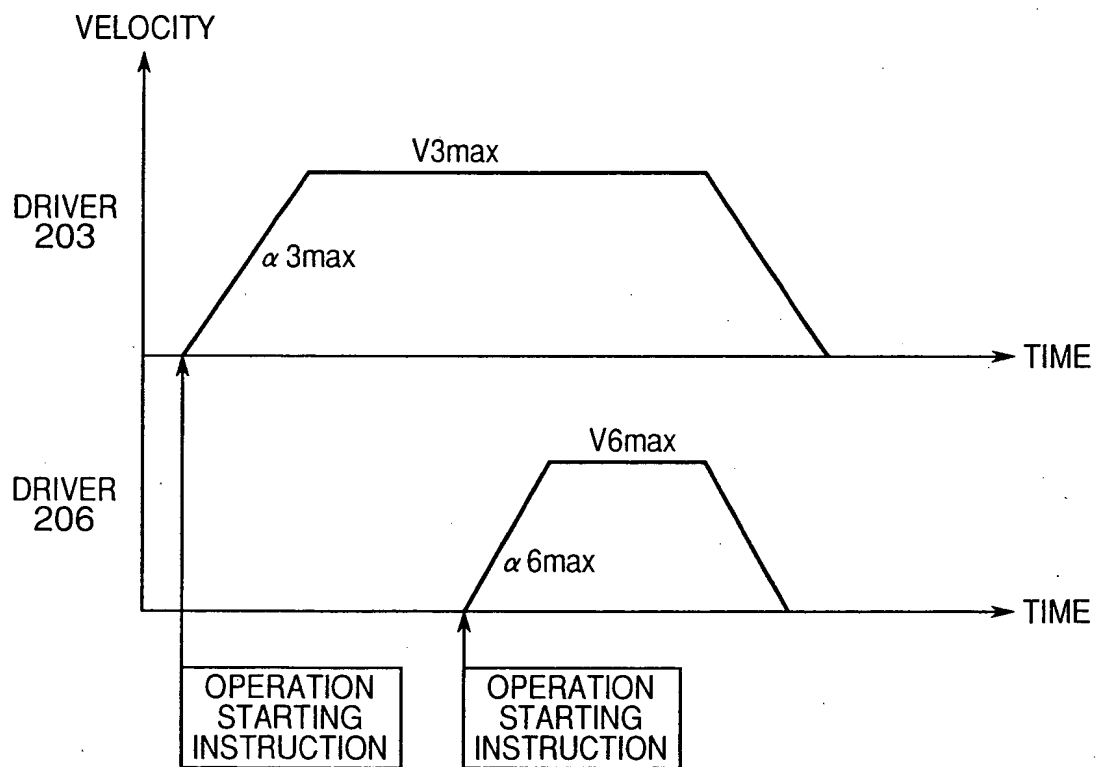 VELOCITY
V3max
DRIVER
203
α 3max
TIME
V6max
DRIVER
206
α 6max
TIME
OPERATION
STARTING
INSTRUCTION
OPERATION
STARTING
INSTRUCTION